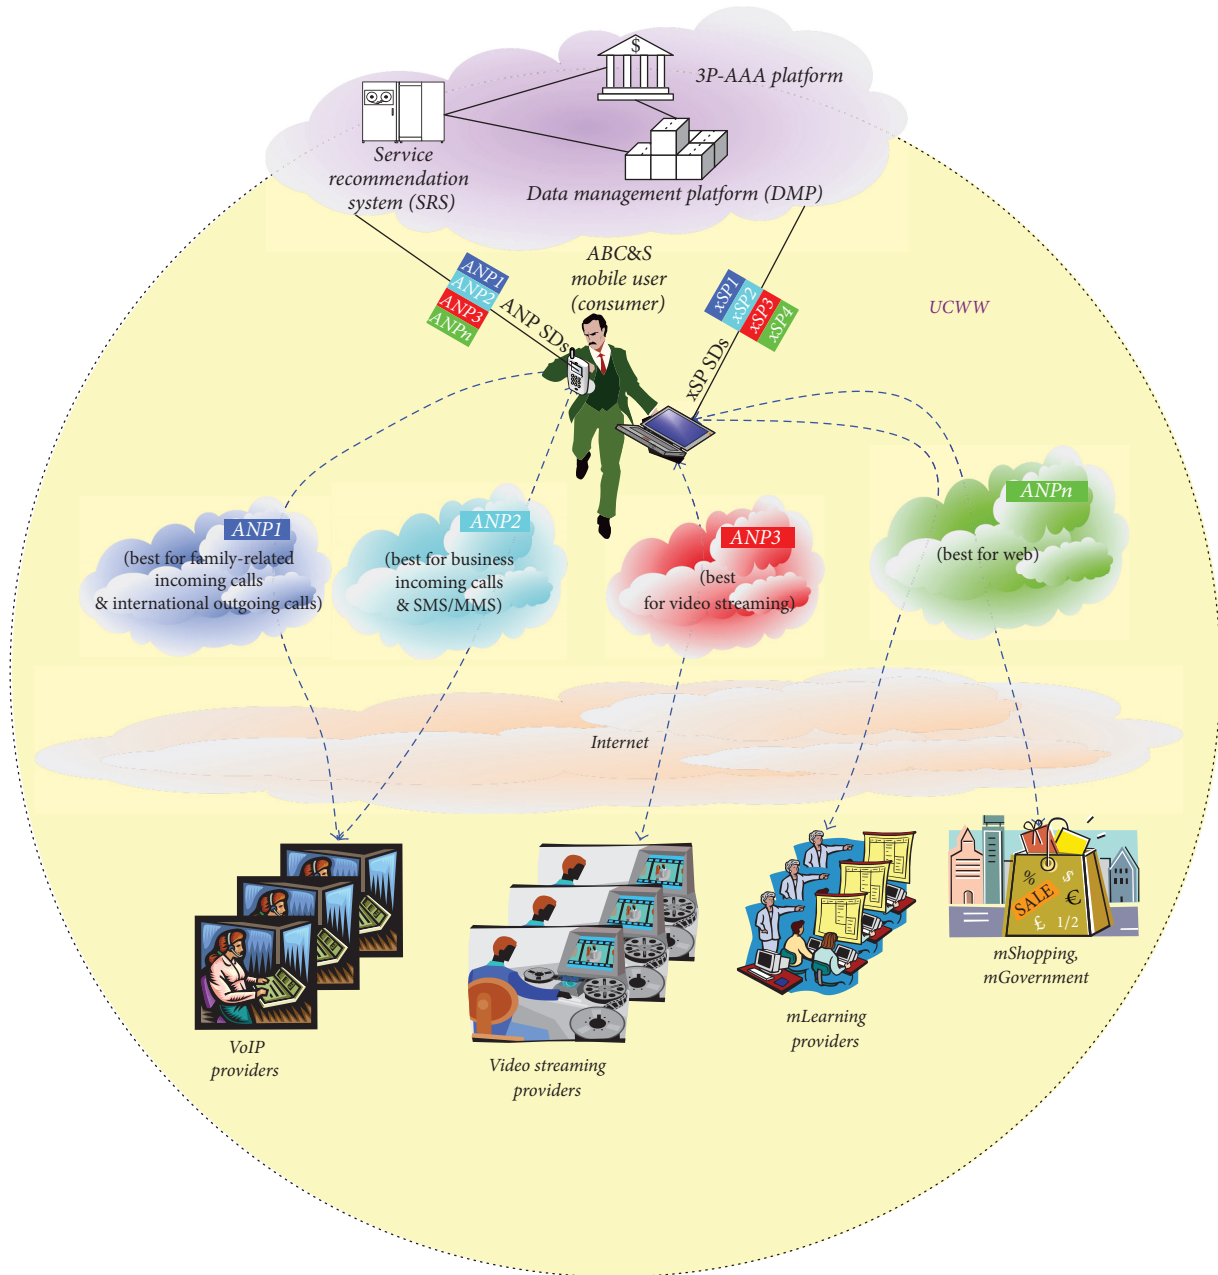 $
3P-AAA platform
Service
recommendation
system (SRS)
Data management platform (DMP)
ABC&S
mobile user
(consumer)
ANP1
ANP2
ANP3
ANPn
ANP SDs
xSP1
xSP2
xSP3
xSP4
xSP SDs
UCWW
ANP1
(best for family-related
incoming calls
& international outgoing calls)
ANP2
(best for business
incoming calls
& SMS/MMS)
ANP3
(best
for video streaming)
ANPn
(best for web)
Internet
% $
SALE €
£ 1/2
VoIP
providers
Video streaming
providers
mLearning
providers
mShopping,
mGovernment